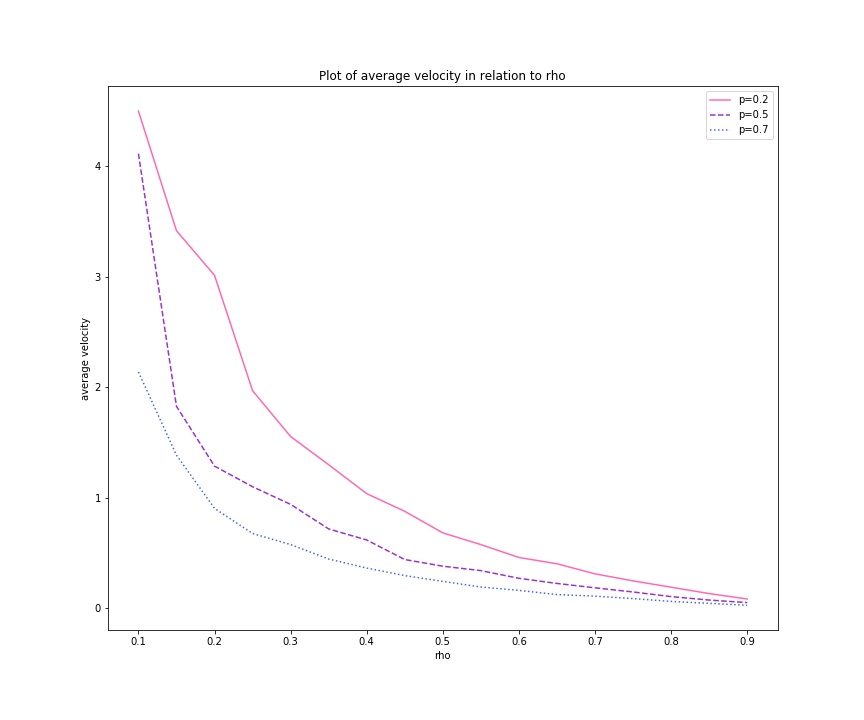 Plot of average velocity in relation to rho
p=0.2
p=0.5
p=0.7
average velocity
4
3
2
1
0
0.1 0.2 0.3 0.4 0.5 0.6 0.7 0.8 0.9
rho